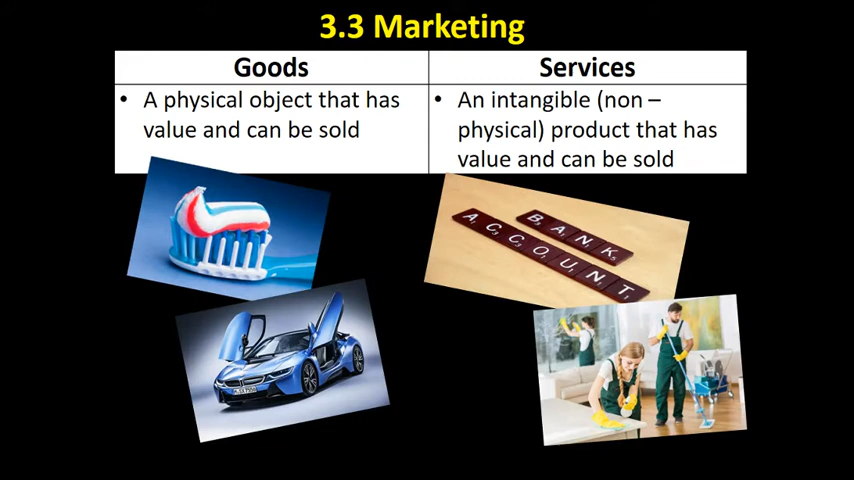 3.3 Marketing
Goods
Services
• A physical object that has
value and can be sold
• An intangible (non –
physical) product that has
value and can be sold
BANK
ACCOUNT